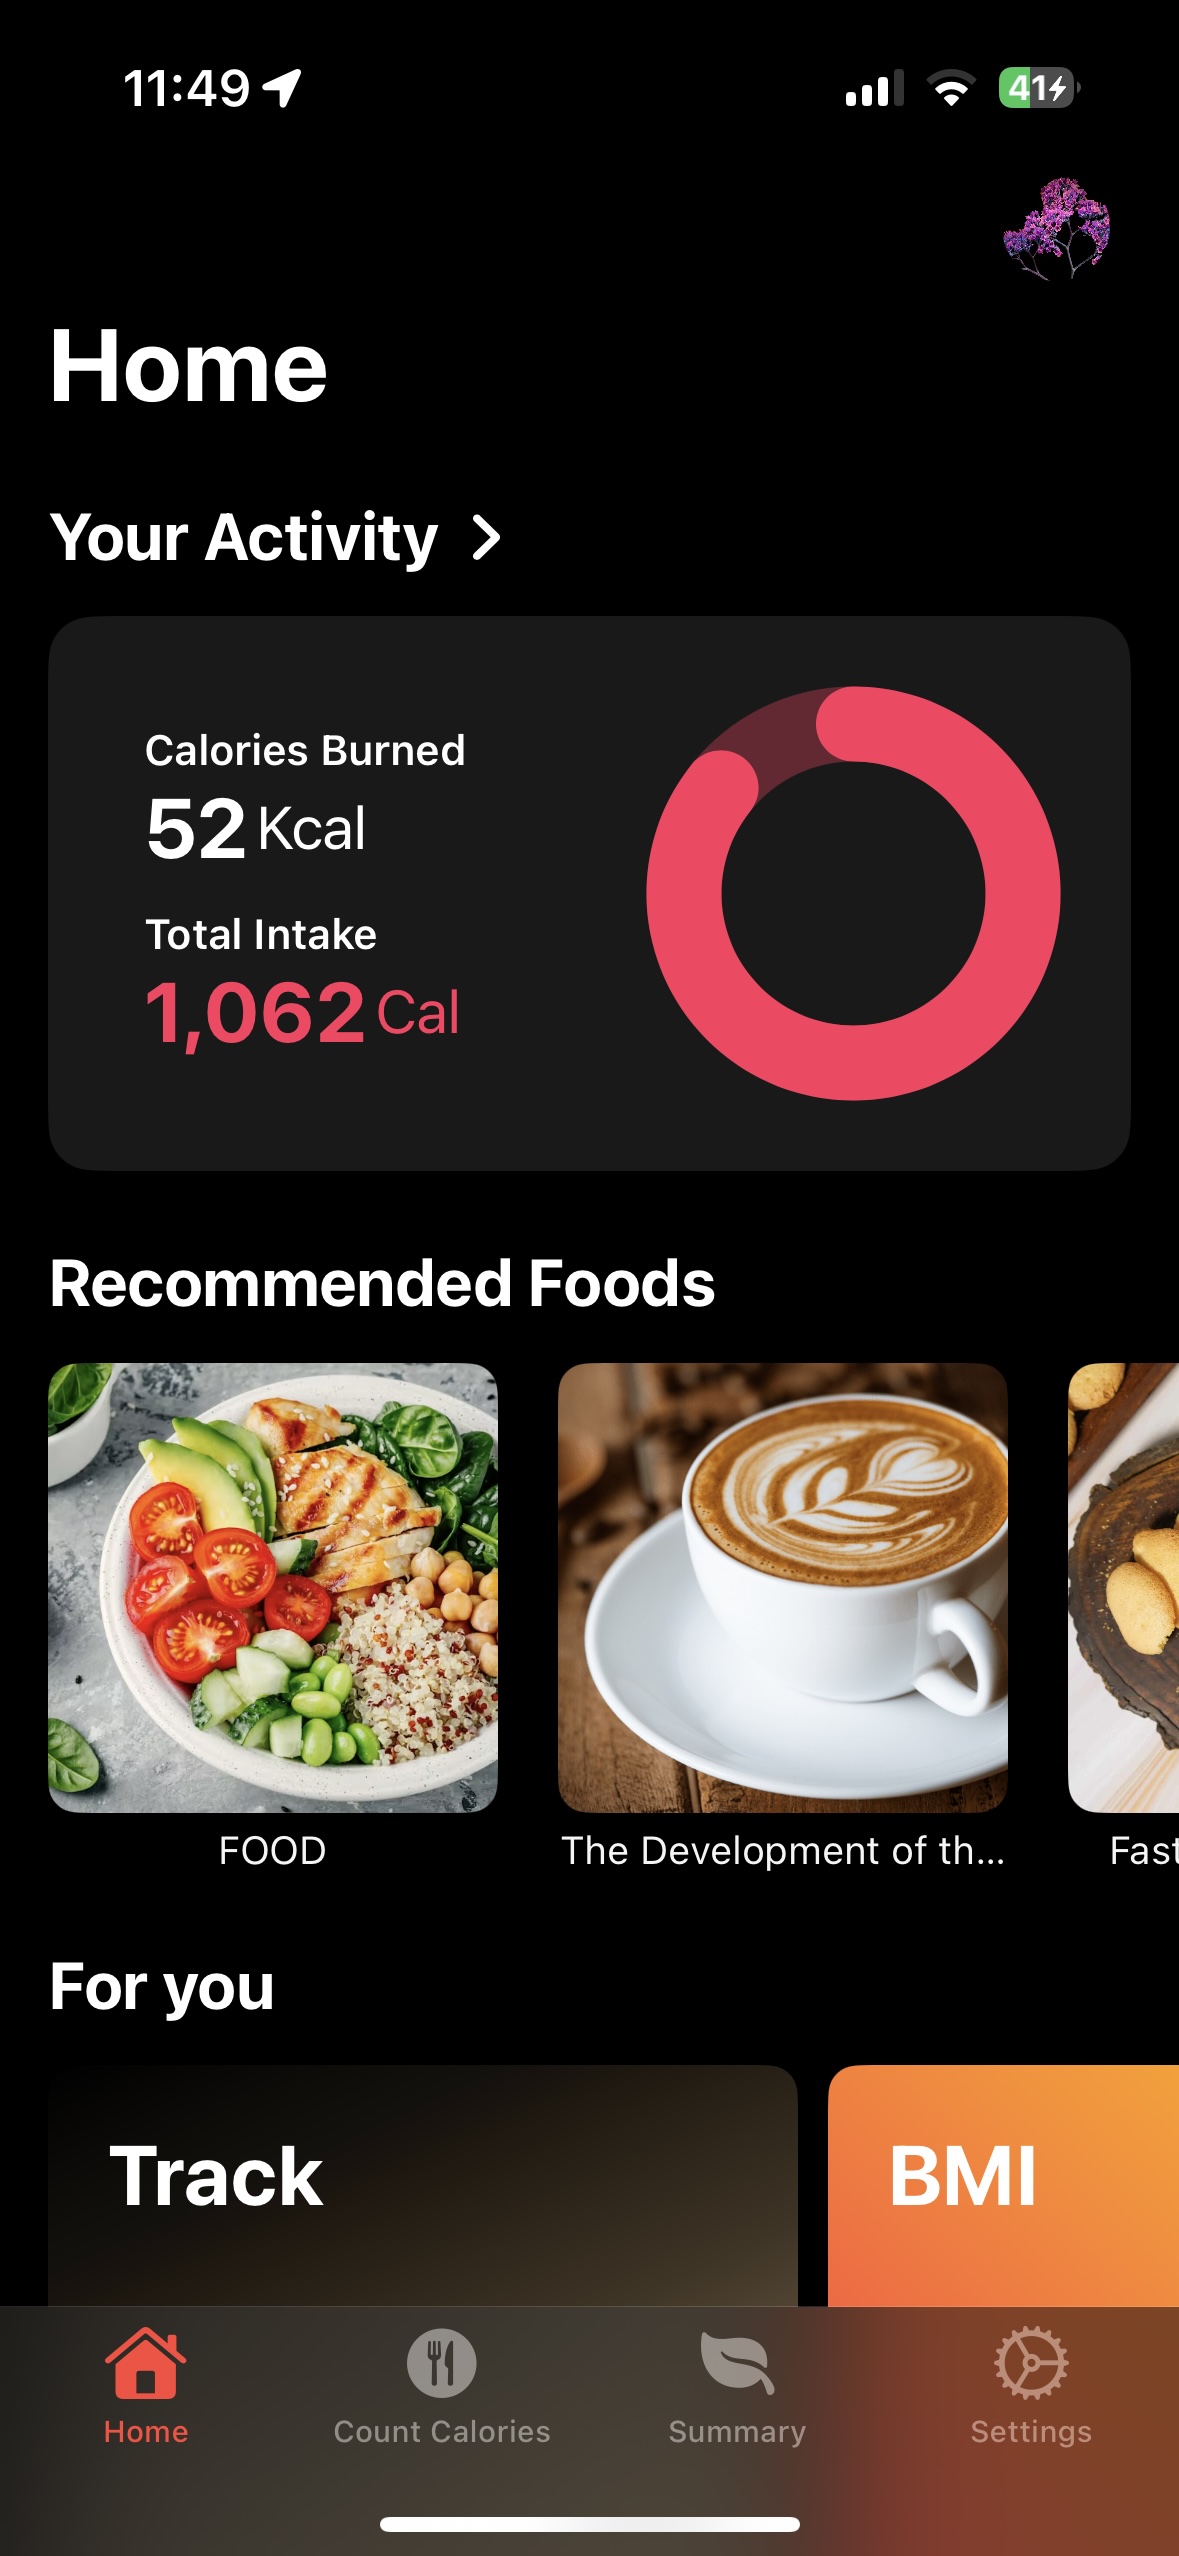 11:49
41
Home
Your Activity
Calories Burned
52 Kcal
Total Intake
1,062 Cal
Recommended Foods
FOOD
The Development of th...
Fast
For you
Track
BMI
Home
Count Calories
Summary
Settings